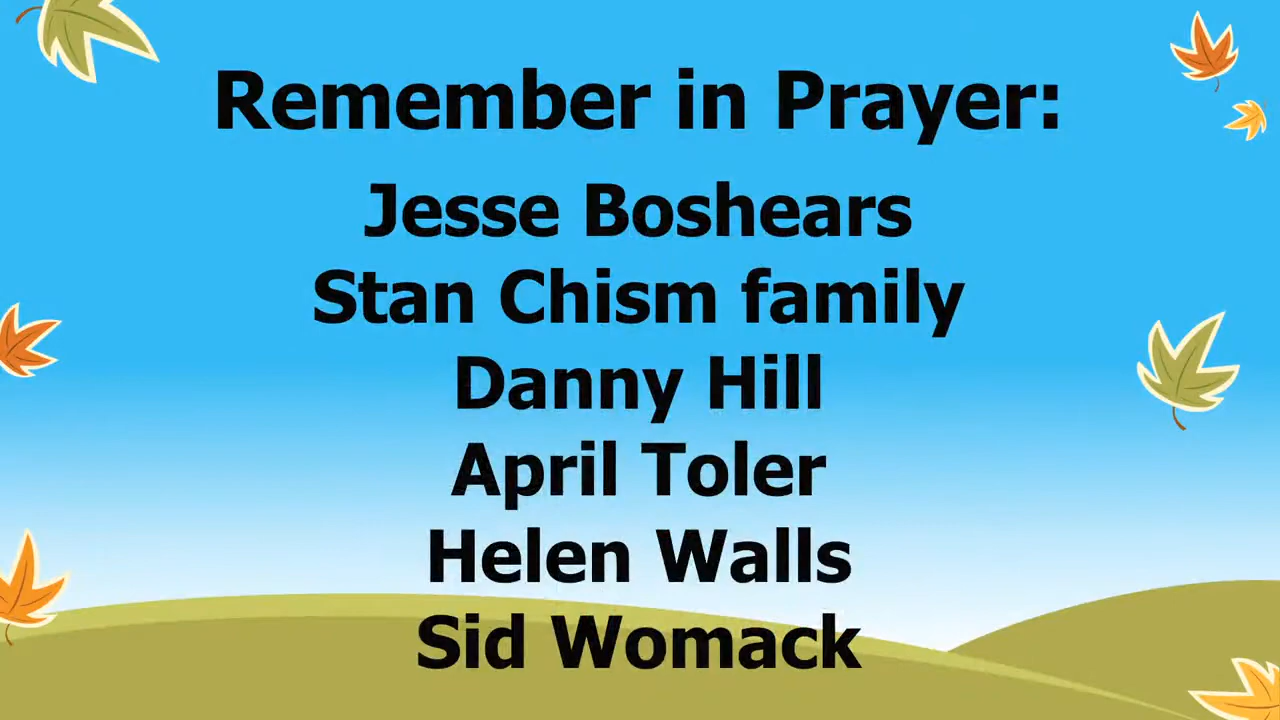 Remember in Prayer:
Jesse Boshears
Stan Chism family
Danny Hill
April Toler
Helen Walls
Sid Womack